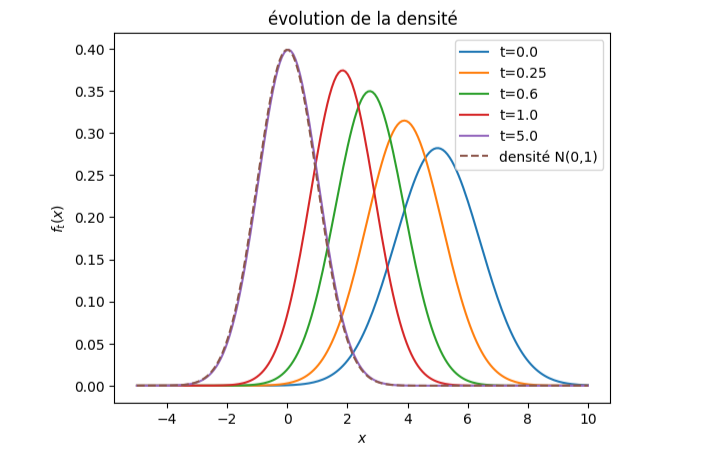 évolution de la densité
0.40
0.35
0.30
0.25
0.20
0.15
0.10
0.05
0.00
f_t(x)
t=0.0
t=0.25
t=0.6
t=1.0
t=5.0
densité N(0,1)
−4
−2
0
2
4
6
8
10
x